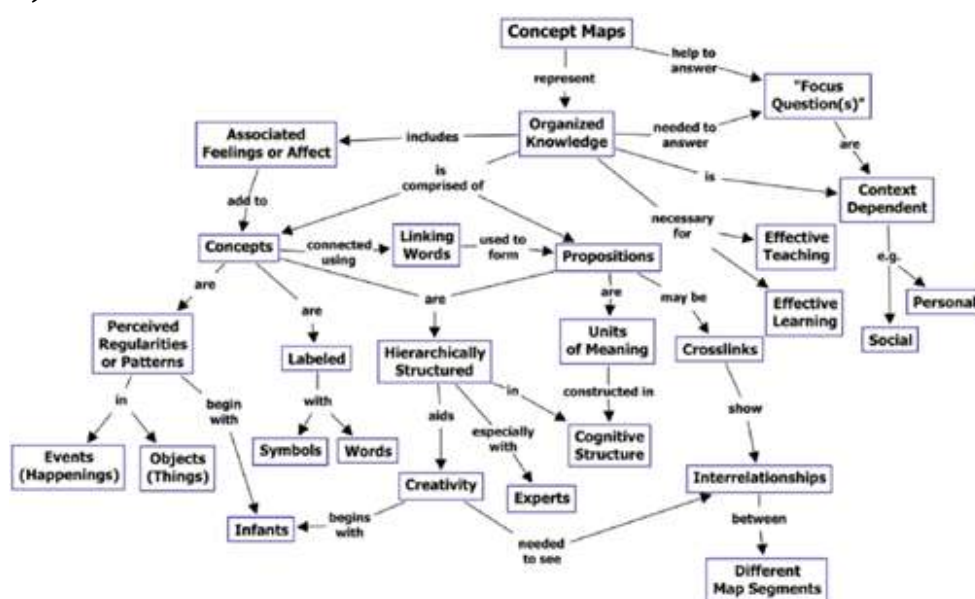 Concept Maps
help to
answer
represent
"Focus
Question(s)"
Associated
Feelings or Affect
includes
Organized
Knowledge
needed to
answer
are
is
comprised of
is
Context
Dependent
add to
necessary
for
Concepts
connected
using
Linking
Words
used to
form
Propositions
Effective
Teaching
e.g.
are
are
are
are
may be
Personal
Effective
Learning
Perceived
Regularities
or Patterns
Labeled
Hierarchically
Structured
Units
of Meaning
Crosslinks
Social
in
begin
with
with
aids
in
constructed in
show
especially
with
Events
(Happenings)
Objects
(Things)
Symbols
Words
Cognitive
Structure
Creativity
Experts
Interrelationships
Infants
begins
with
needed
to see
between
Different
Map Segments